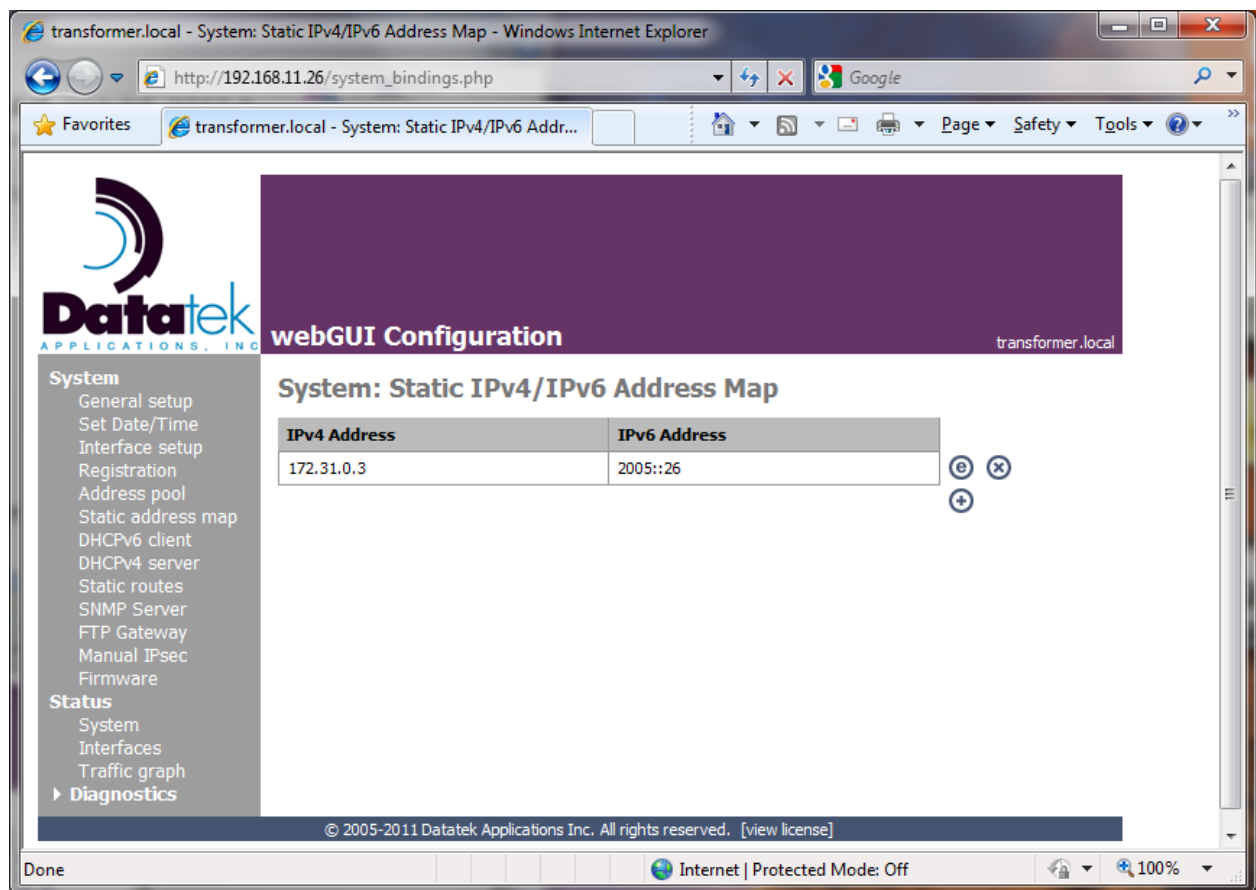 transformer.local - System: Static IPv4/IPv6 Address Map - Windows Internet Explorer
http://192.168.11.26/system_bindings.php
Google
Favorites
transformer.local - System: Static IPv4/IPv6 Addr...
Page
Safety
Tools
Datatek
APPLICATIONS, INC
webGUI Configuration
transformer.local
System
General setup
Set Date/Time
Interface setup
Registration
Address pool
Static address map
DHCPv6 client
DHCPv4 server
Static routes
SNMP Server
FTP Gateway
Manual IPsec
Firmware
Status
System
Interfaces
Traffic graph
Diagnostics
System: Static IPv4/IPv6 Address Map
IPv4 Address IPv6 Address
172.31.0.3 2005::26
© 2005-2011 Datatek Applications Inc. All rights reserved. [view license]
Done
Internet | Protected Mode: Off
100%